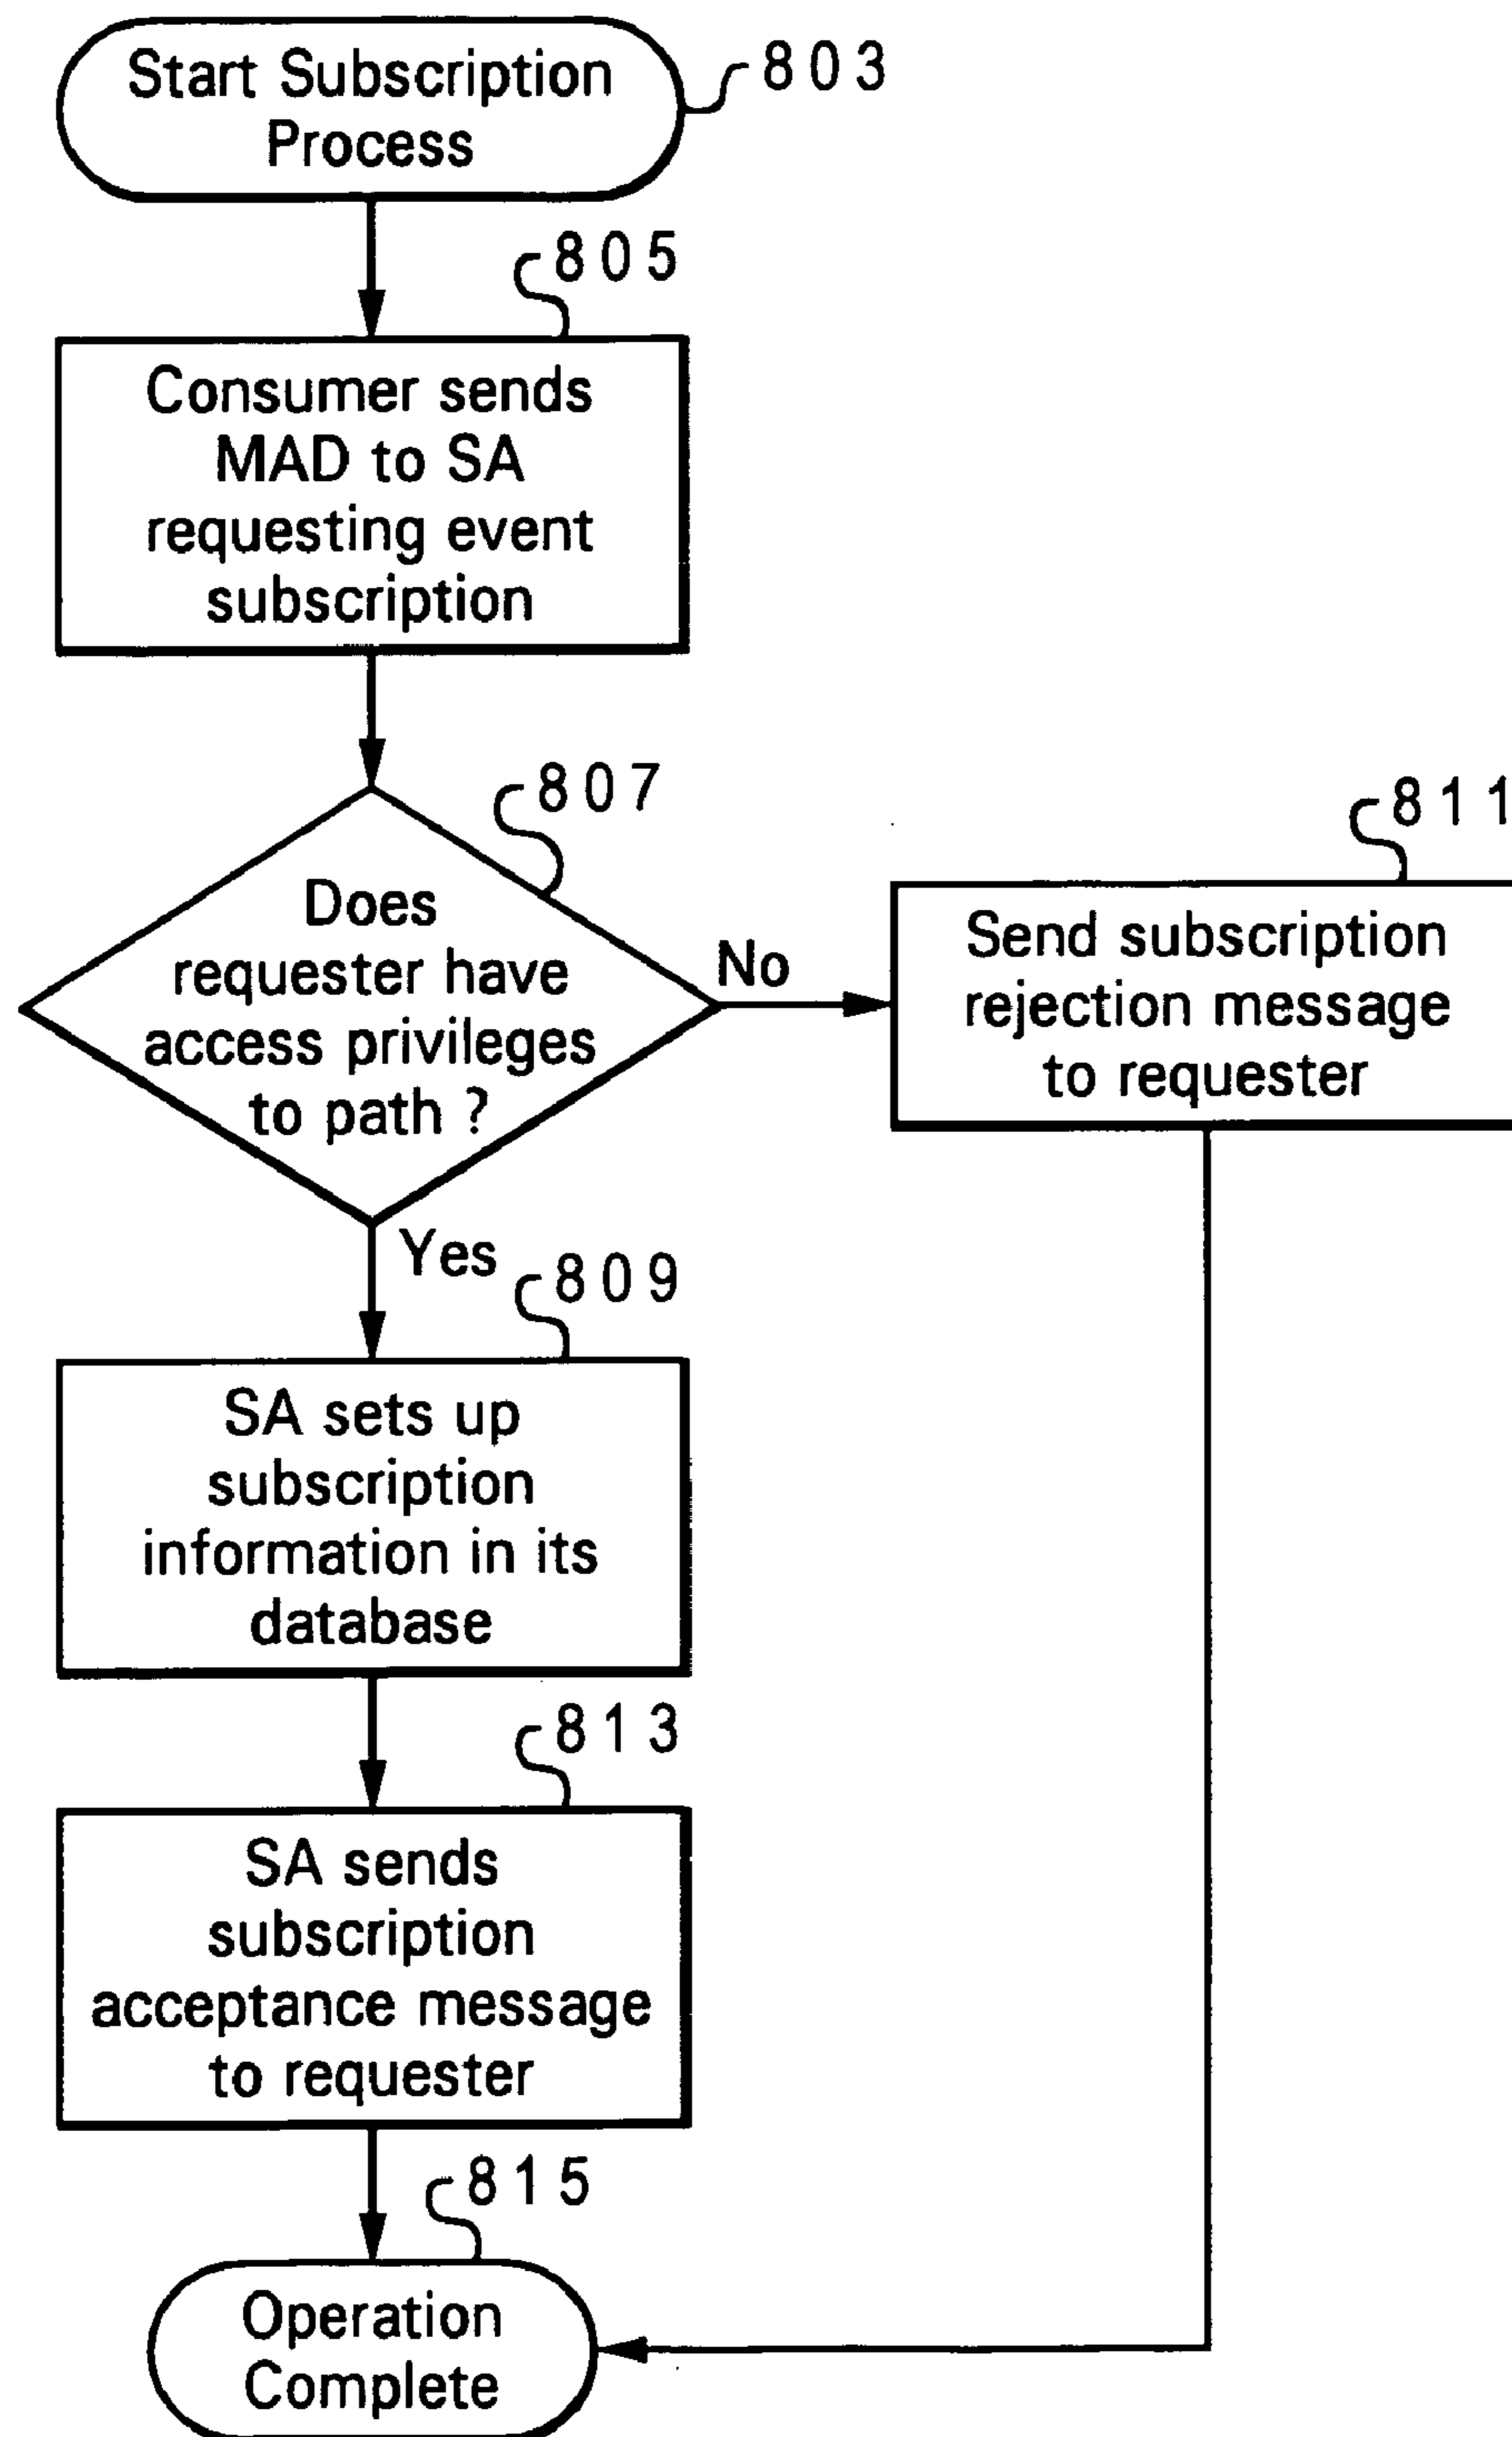 Start Subscription
Process
803
805
Consumer sends
MAD to SA
requesting event
subscription
807
Does
requester have
access privileges
to path ?
No
811
Send subscription
rejection message
to requester
Yes
809
SA sets up
subscription
information in its
database
813
SA sends
subscription
acceptance message
to requester
815
Operation
Complete